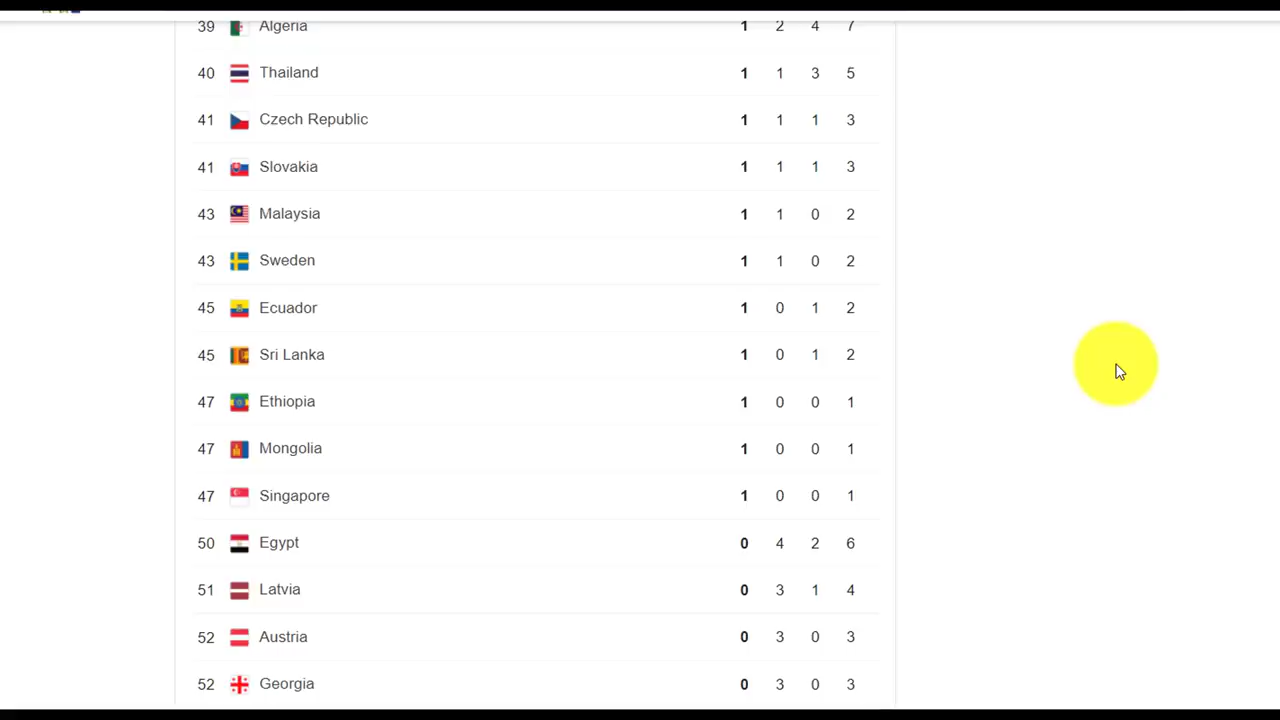 39 Algeria 1 2 4 7
40 Thailand 1 1 3 5
41 Czech Republic 1 1 1 3
41 Slovakia 1 1 1 3
43 Malaysia 1 1 0 2
43 Sweden 1 1 0 2
45 Ecuador 1 0 1 2
45 Sri Lanka 1 0 1 2
47 Ethiopia 1 0 0 1
47 Mongolia 1 0 0 1
47 Singapore 1 0 0 1
50 Egypt 0 4 2 6
51 Latvia 0 3 1 4
52 Austria 0 3 0 3
52 Georgia 0 3 0 3